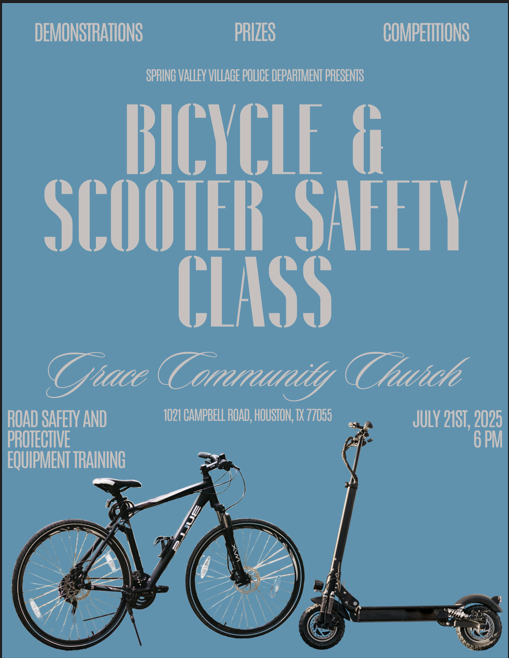 DEMONSTRATIONS
PRIZES
COMPETITIONS
SPRING VALLEY VILLAGE POLICE DEPARTMENT PRESENTS
BICYCLE &
SCOOTER SAFETY
CLASS
Grace Community Church
1021 CAMPBELL ROAD, HOUSTON, TX 77055
ROAD SAFETY AND
PROTECTIVE
EQUIPMENT TRAINING
JULY 21ST, 2025
6 PM